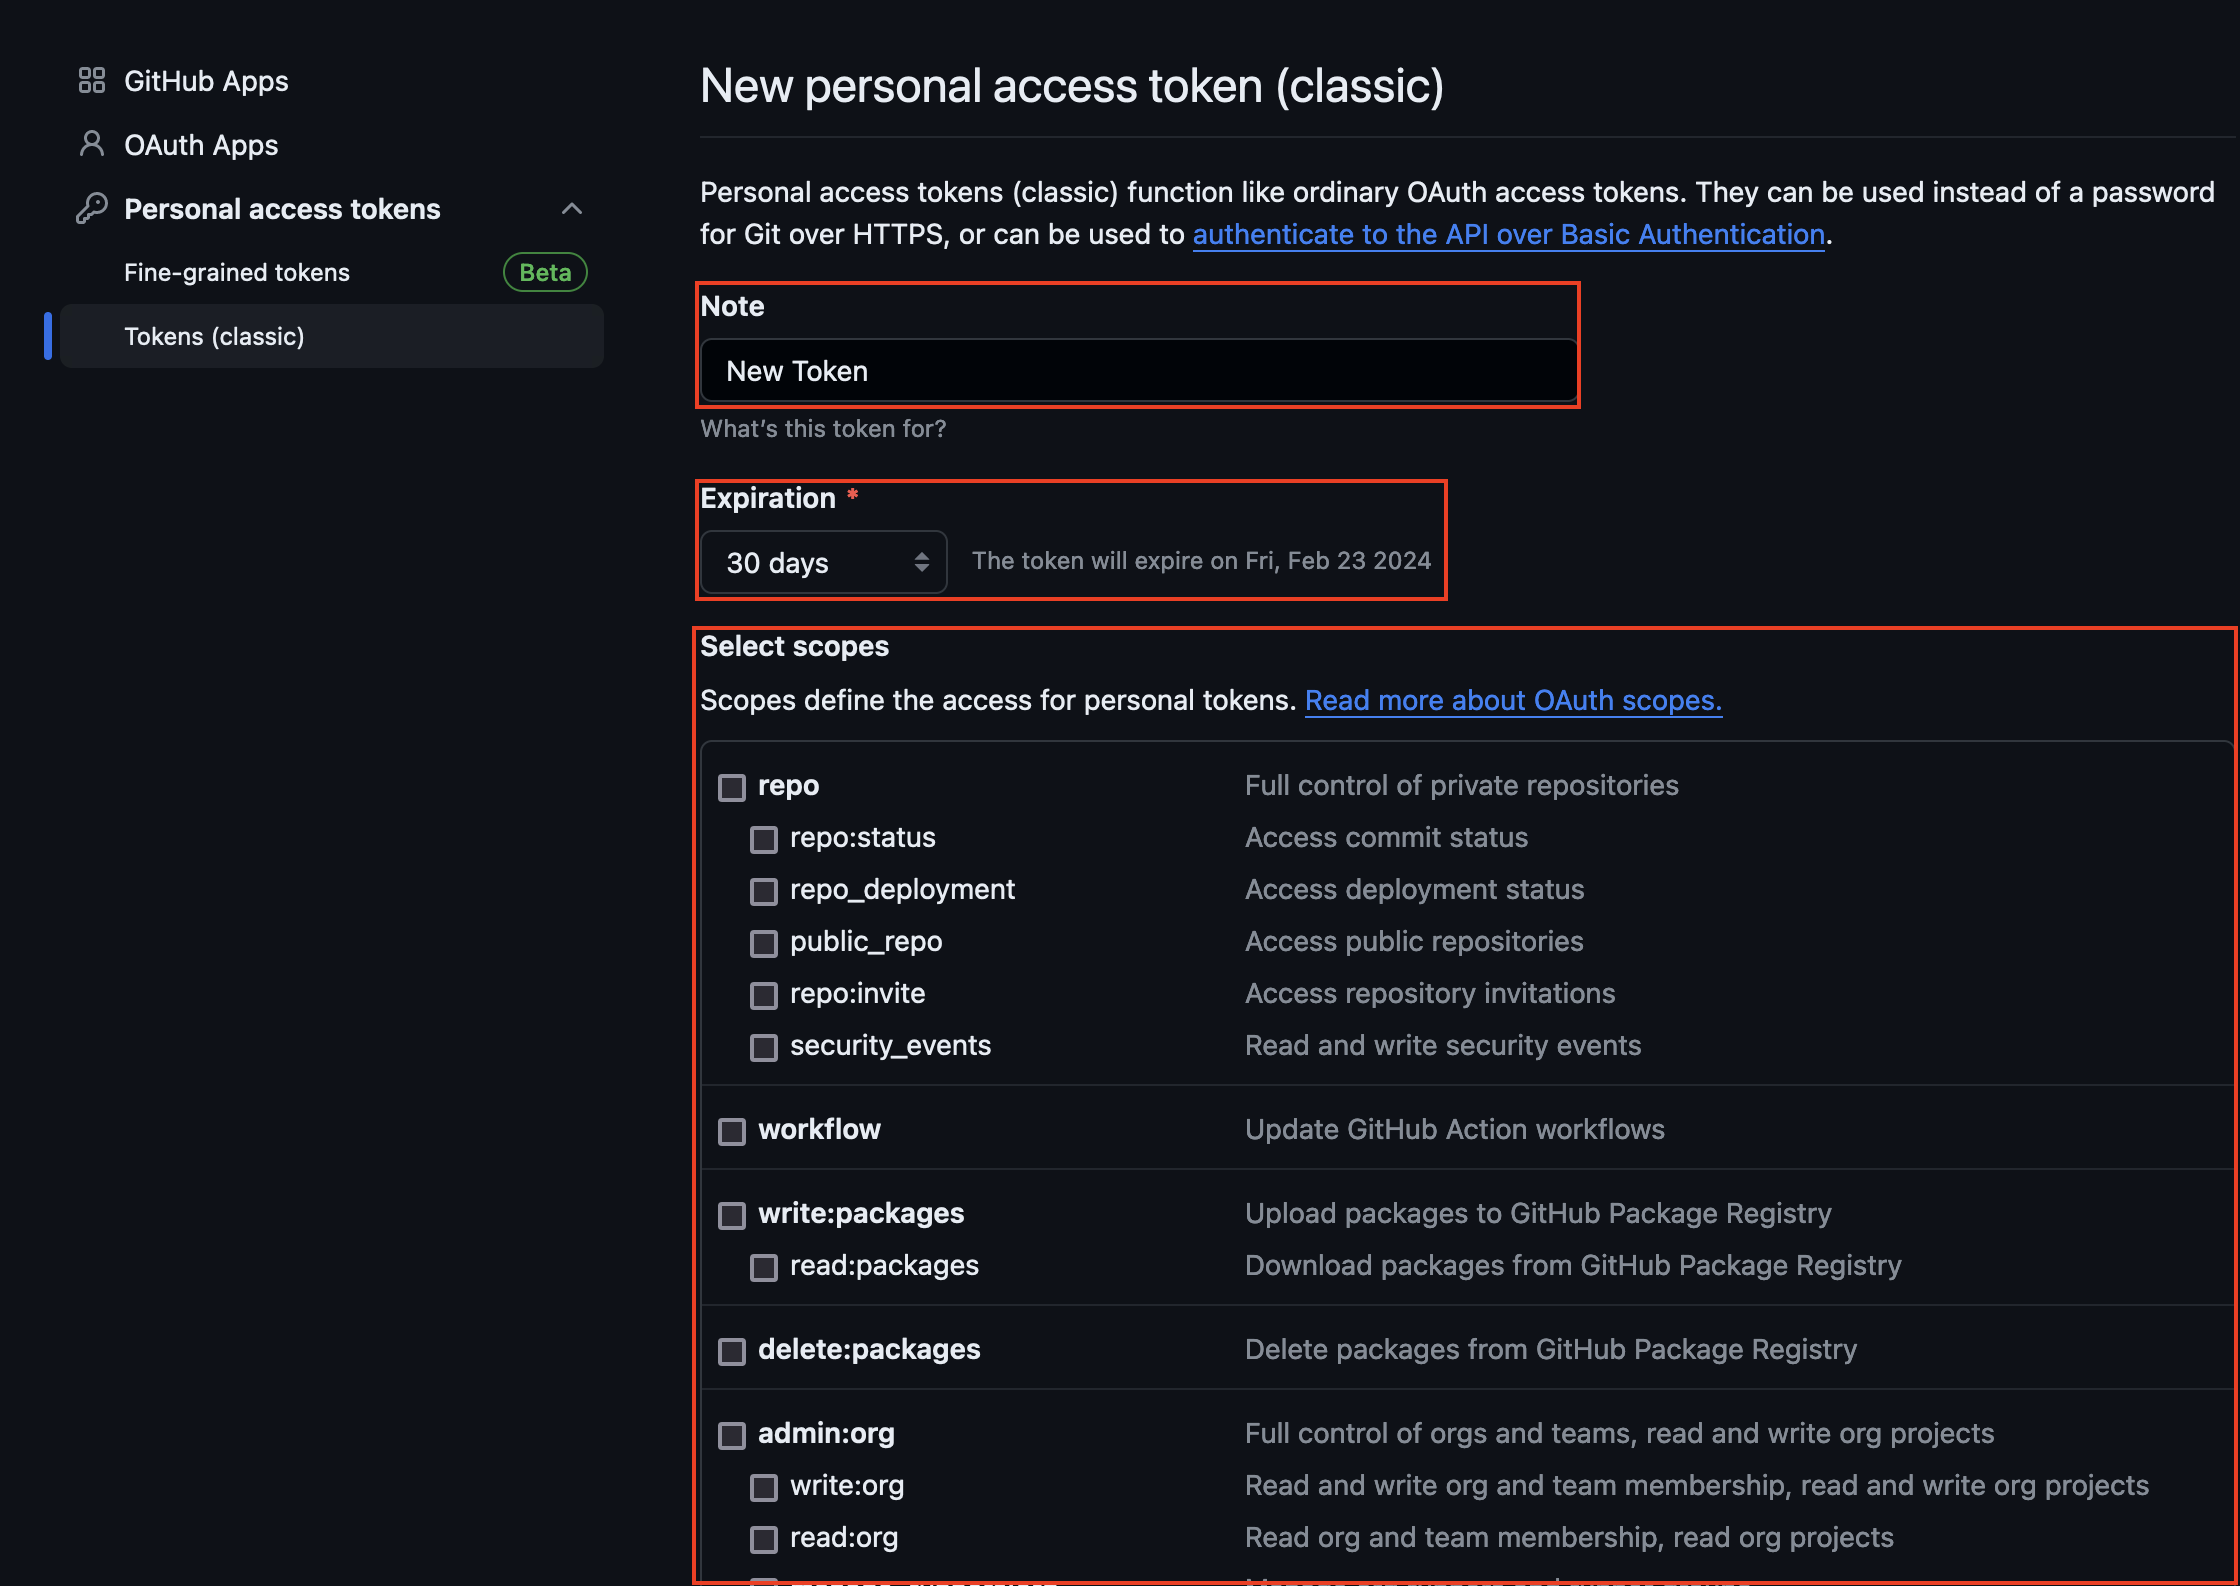 GitHub Apps
OAuth Apps
Personal access tokens
Fine-grained tokens Beta
Tokens (classic)
New personal access token (classic)
Personal access tokens (classic) function like ordinary OAuth access tokens. They can be used instead of a password
for Git over HTTPS, or can be used to authenticate to the API over Basic Authentication.
Note
New Token
What's this token for?
Expiration *
30 days The token will expire on Fri, Feb 23 2024
Select scopes
Scopes define the access for personal tokens. Read more about OAuth scopes.
repo Full control of private repositories
repo:status Access commit status
repo_deployment Access deployment status
public_repo Access public repositories
repo:invite Access repository invitations
security_events Read and write security events
workflow Update GitHub Action workflows
write:packages Upload packages to GitHub Package Registry
read:packages Download packages from GitHub Package Registry
delete:packages Delete packages from GitHub Package Registry
admin:org Full control of orgs and teams, read and write org projects
write:org Read and write org and team membership, read and write org projects
read:org Read org and team membership, read org projects